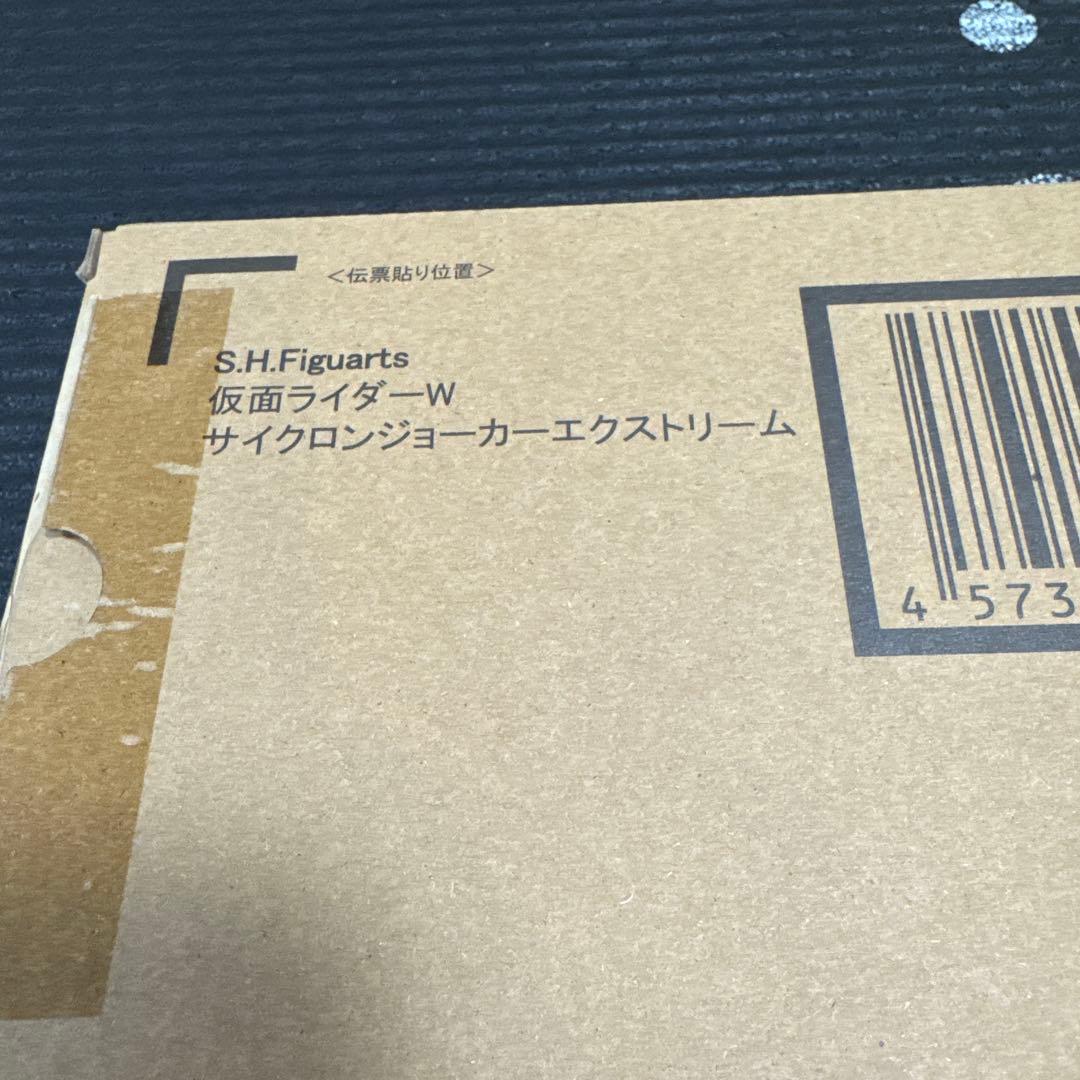 ＜伝票貼り位置＞
S.H.Figuarts
仮面ライダーW
サイクロンジョーカーエクストリーム
4 573